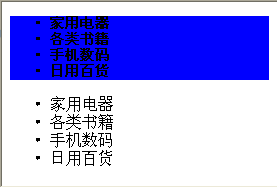 • 家用电器
• 各类书籍
• 手机数码
• 日用百货
• 家用电器
• 各类书籍
• 手机数码
• 日用百货